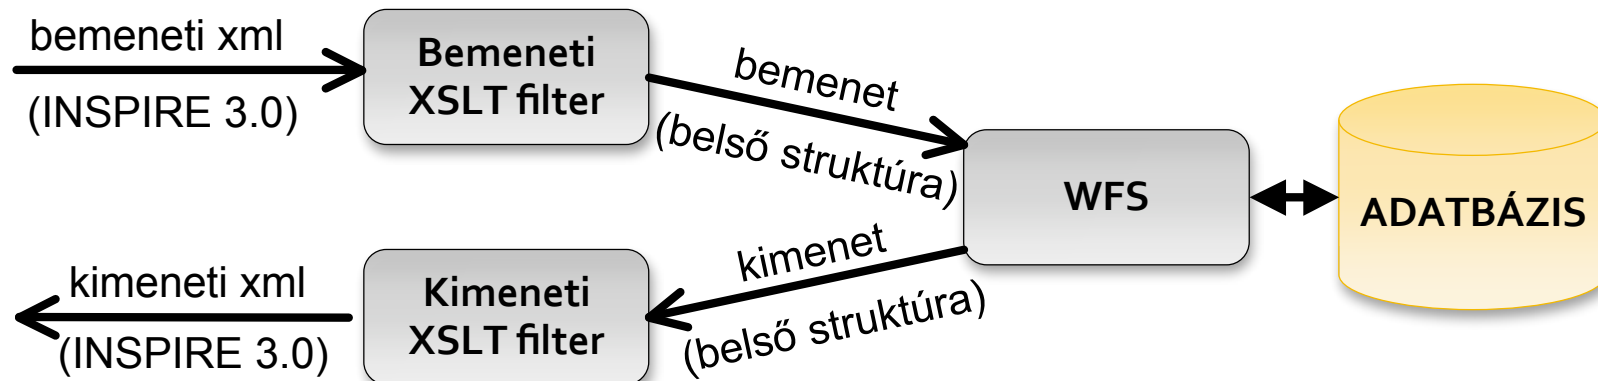 bemeneti xml
(INSPIRE 3.0)
Bemeneti
XSLT filter
bemenet
(belső struktúra)
WFS
ADATBÁZIS
kimenet
(belső struktúra)
Kimeneti
XSLT filter
kimeneti xml
(INSPIRE 3.0)